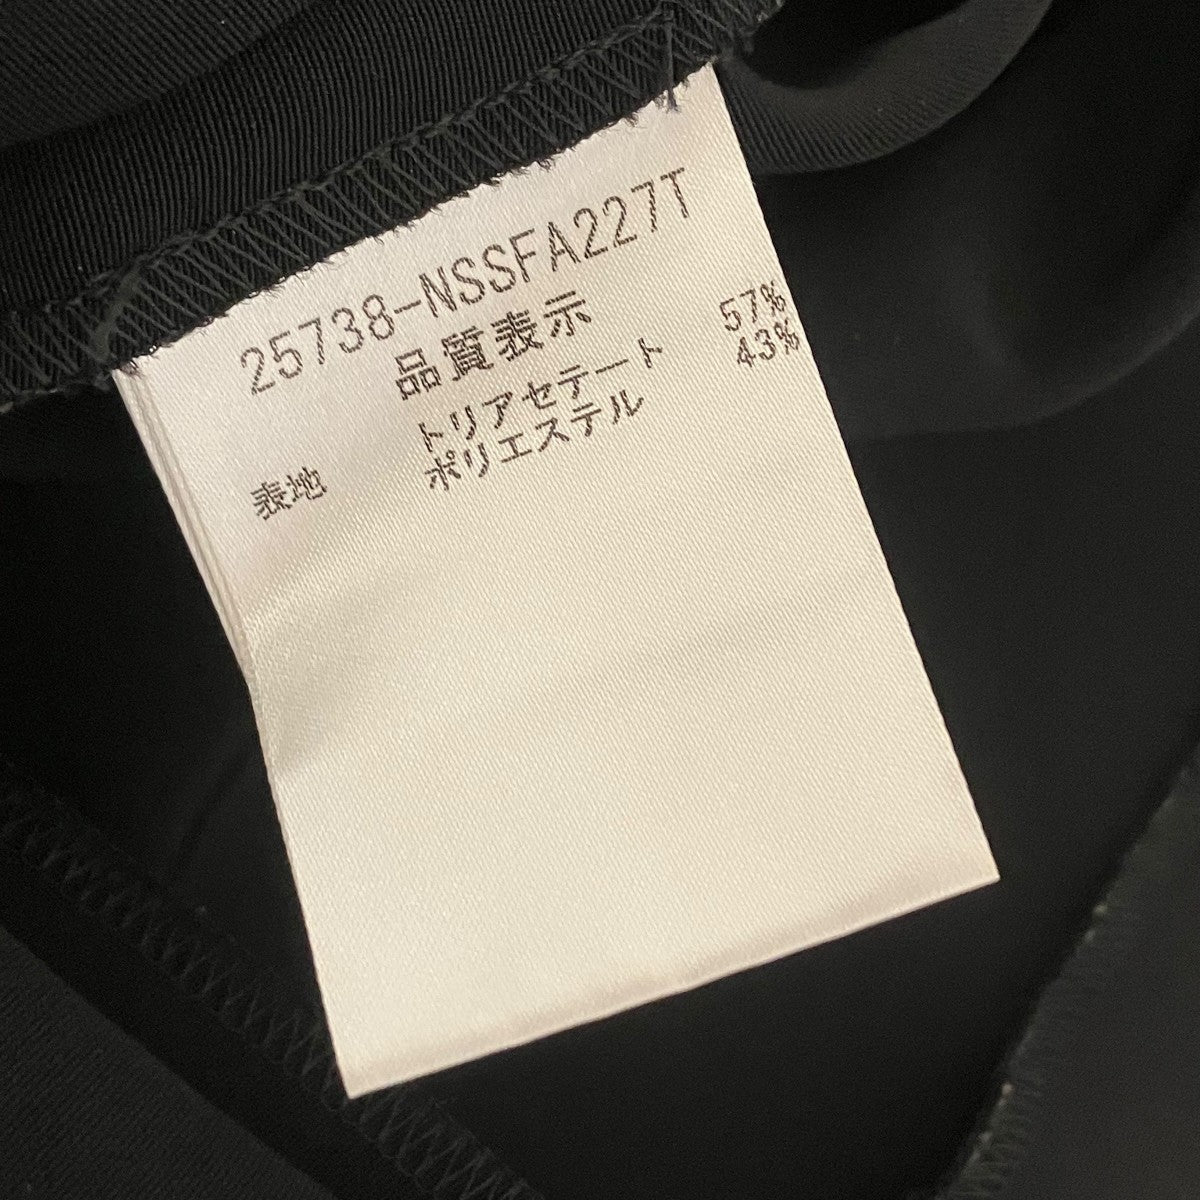 25738-NSSFA227T
品質表示
トリアセテート 57%
表地 ポリエステル 43%